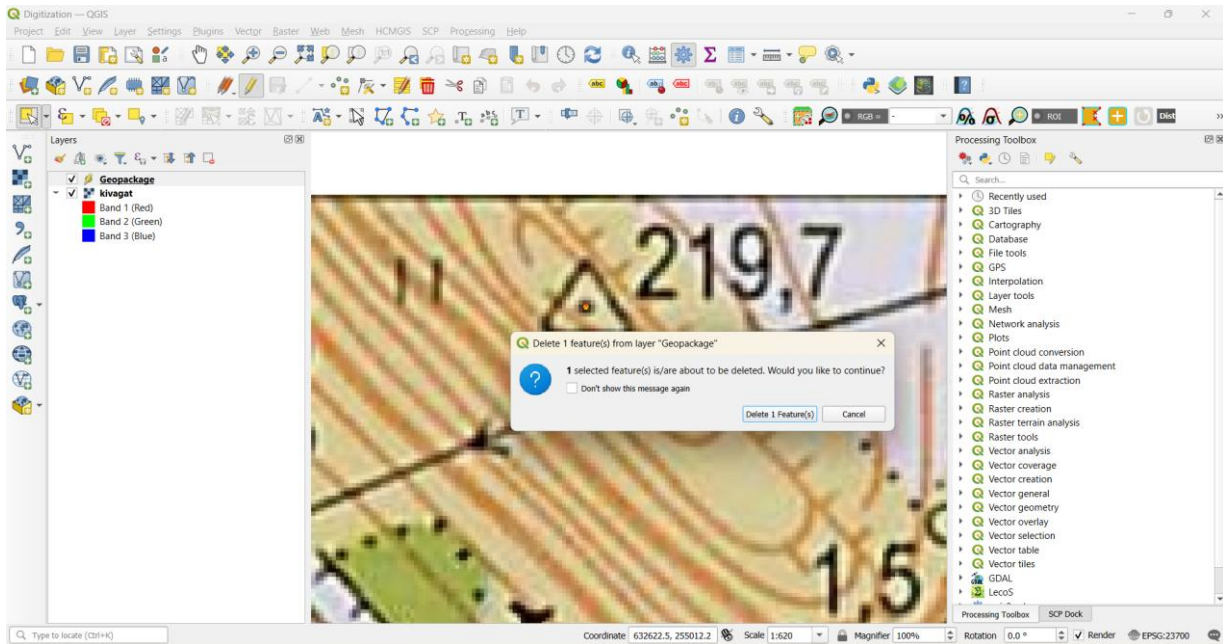 Digitization — QGIS
Project Edit View Layer Settings Plugins Vector Raster Web Mesh HCMGIS SCP Processing Help
RGB = -
ROI
Dist
Layers
Geopackage
kivagat
Band 1 (Red)
Band 2 (Green)
Band 3 (Blue)
219,7
1,5
Delete 1 feature(s) from layer "Geopackage"
1 selected feature(s) is/are about to be deleted. Would you like to continue?
Don't show this message again
Delete 1 Feature(s) Cancel
Processing Toolbox
Search...
Recently used
3D Tiles
Cartography
Database
File tools
GPS
Interpolation
Layer tools
Mesh
Network analysis
Plots
Point cloud conversion
Point cloud data management
Point cloud extraction
Raster analysis
Raster creation
Raster terrain analysis
Raster tools
Vector analysis
Vector coverage
Vector creation
Vector general
Vector geometry
Vector overlay
Vector selection
Vector table
Vector tiles
GDAL
LecoS
Processing Toolbox SCP Dock
Type to locate (Ctrl+K) Coordinate 632622.5, 255012.2 Scale 1:620 Magnifier 100% Rotation 0.0 ° Render EPSG:23700